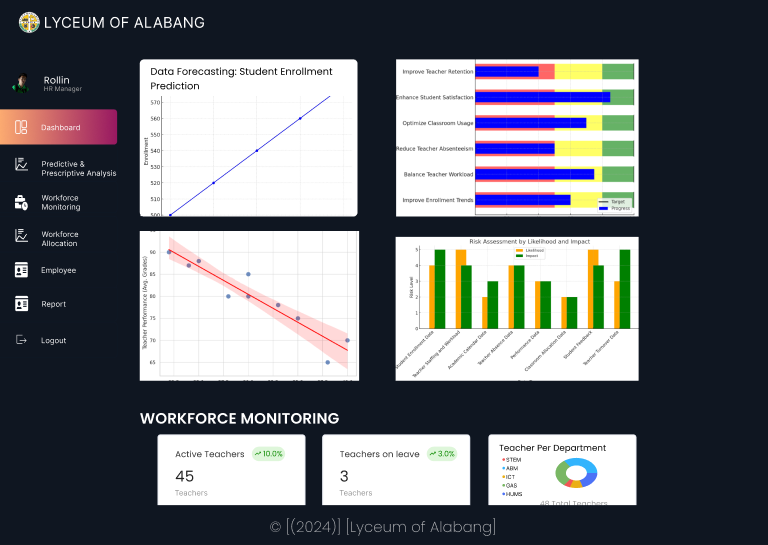 LYCEUM OF ALABANG
Rollin
HR Manager
Dashboard
Predictive &
Prescriptive Analysis
Workforce
Monitoring
Workforce
Allocation
Employee
Report
Logout
Data Forecasting: Student Enrollment
Prediction
570
560
550
540
530
520
510
500
Enrollment
Improve Teacher Retention
Enhance Student Satisfaction
Optimize Classroom Usage
Reduce Teacher Absenteeism
Balance Teacher Workload
Improve Enrollment Trends
Target
Progress
90
85
80
75
70
65
Teacher Performance (Avg. Grades)
Risk Assessment by Likelihood and Impact
Likelihood
Impact
5
4
3
2
1
0
Risk Level
Student Enrollment Data
Teacher Staffing and Workload
Academic Calendar Data
Teacher Absence Data
Performance Data
Classroom Allocation Data
Student Feedback
Teacher Turnover Data
WORKFORCE MONITORING
Active Teachers
10.0%
45
Teachers
Teachers on leave
3.0%
3
Teachers
Teacher Per Department
STEM
ABM
ICT
GAS
HUMS
48 Total Teachers
© [(2024)] [Lyceum of Alabang]